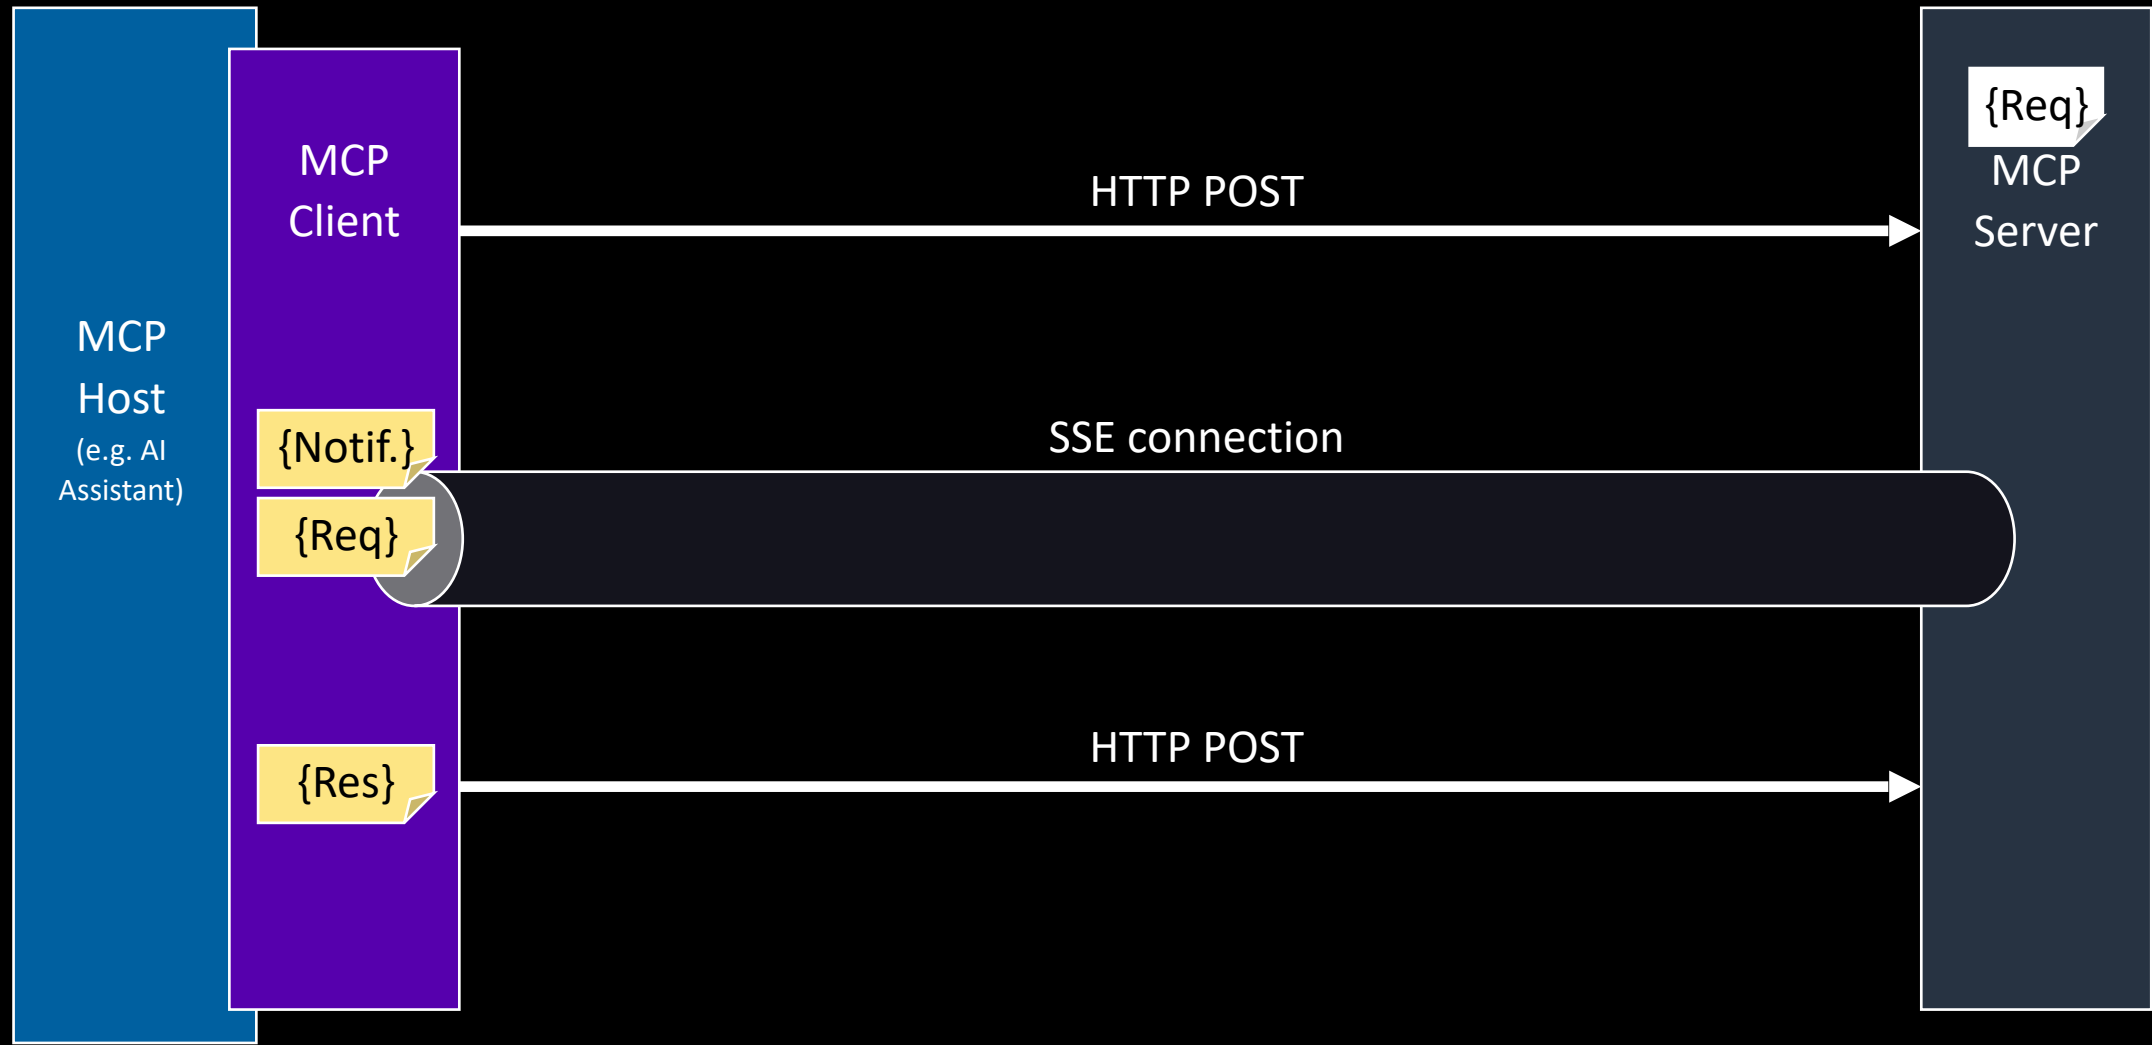 MCP
Host
(e.g. AI
Assistant)
MCP
Client
{Notif.}
{Req}
{Res}
HTTP POST
SSE connection
HTTP POST
{Req}
MCP
Server